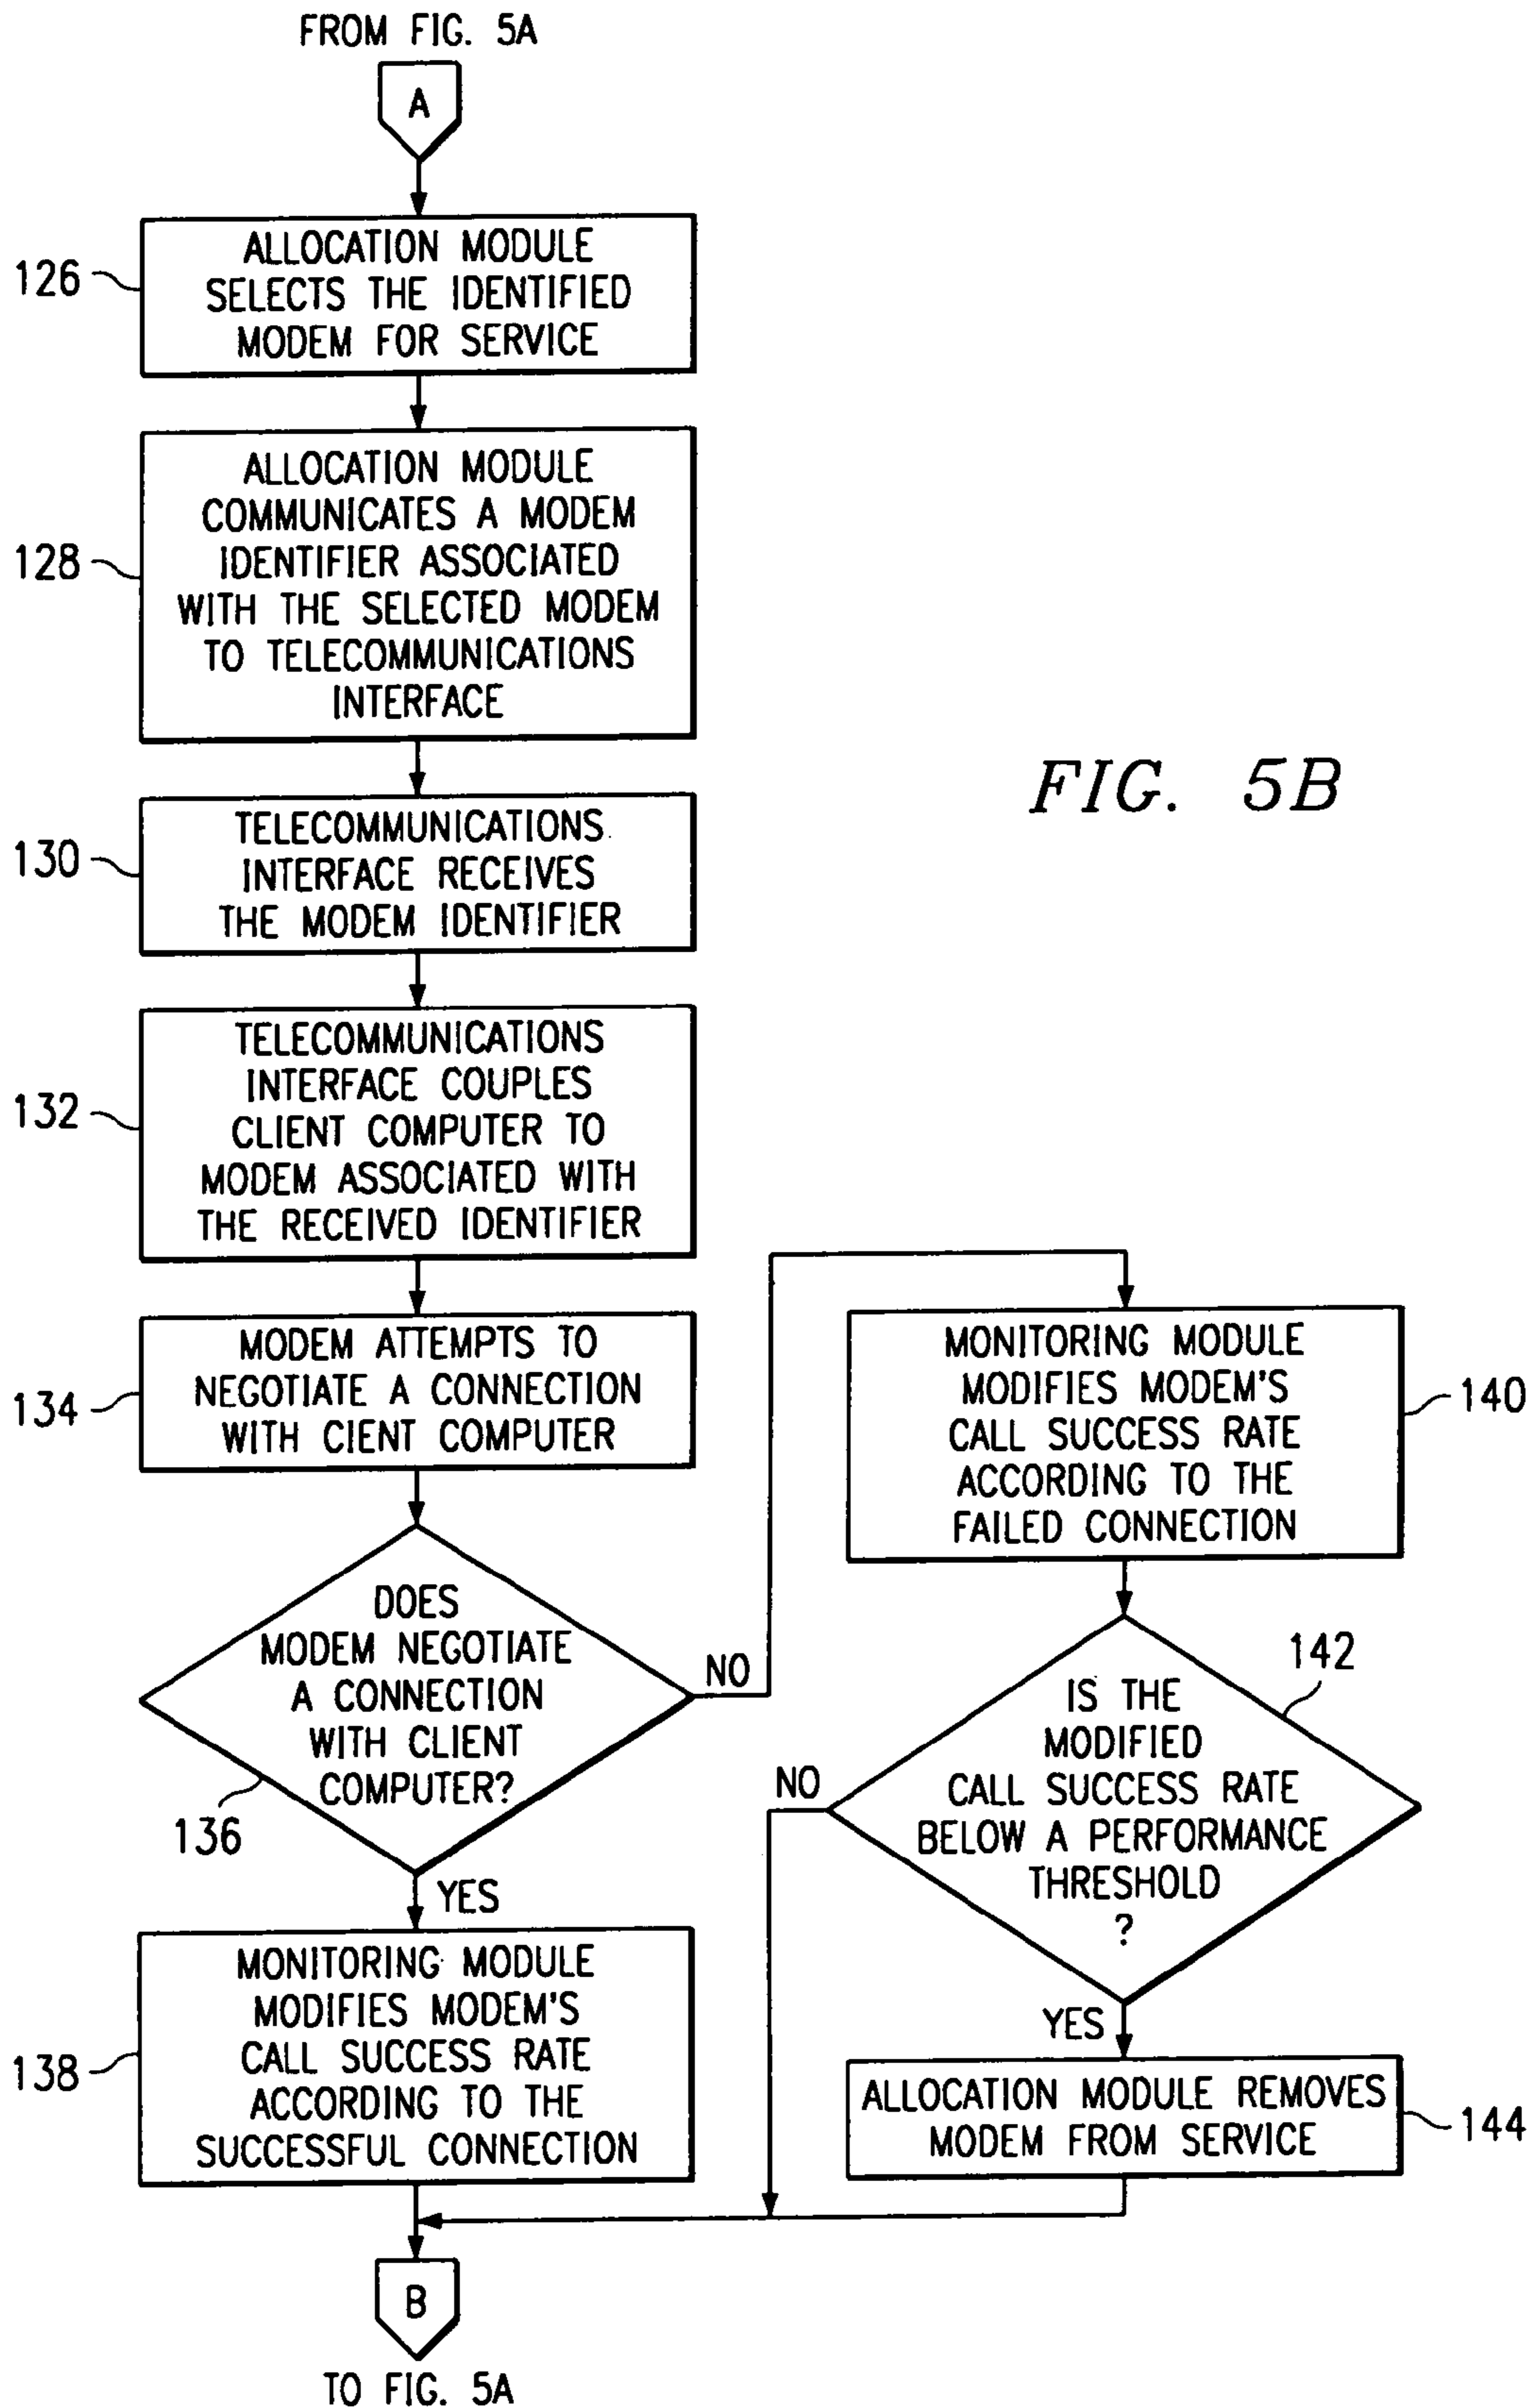 FROM FIG. 5A
A
126
ALLOCATION MODULE
SELECTS THE IDENTIFIED
MODEM FOR SERVICE
128
ALLOCATION MODULE
COMMUNICATES A MODEM
IDENTIFIER ASSOCIATED
WITH THE SELECTED MODEM
TO TELECOMMUNICATIONS
INTERFACE
FIG. 5B
130
TELECOMMUNICATIONS
INTERFACE RECEIVES
THE MODEM IDENTIFIER
132
TELECOMMUNICATIONS
INTERFACE COUPLES
CLIENT COMPUTER TO
MODEM ASSOCIATED WITH
THE RECEIVED IDENTIFIER
134
MODEM ATTEMPTS TO
NEGOTIATE A CONNECTION
WITH CIENT COMPUTER
DOES
MODEM NEGOTIATE
A CONNECTION
WITH CLIENT
COMPUTER?
136
NO
YES
138
MONITORING MODULE
MODIFIES MODEM'S
CALL SUCCESS RATE
ACCORDING TO THE
SUCCESSFUL CONNECTION
MONITORING MODULE
MODIFIES MODEM'S
CALL SUCCESS RATE
ACCORDING TO THE
FAILED CONNECTION
140
142
IS THE
MODIFIED
CALL SUCCESS RATE
BELOW A PERFORMANCE
THRESHOLD
?
NO
YES
ALLOCATION MODULE REMOVES
MODEM FROM SERVICE
144
B
TO FIG. 5A